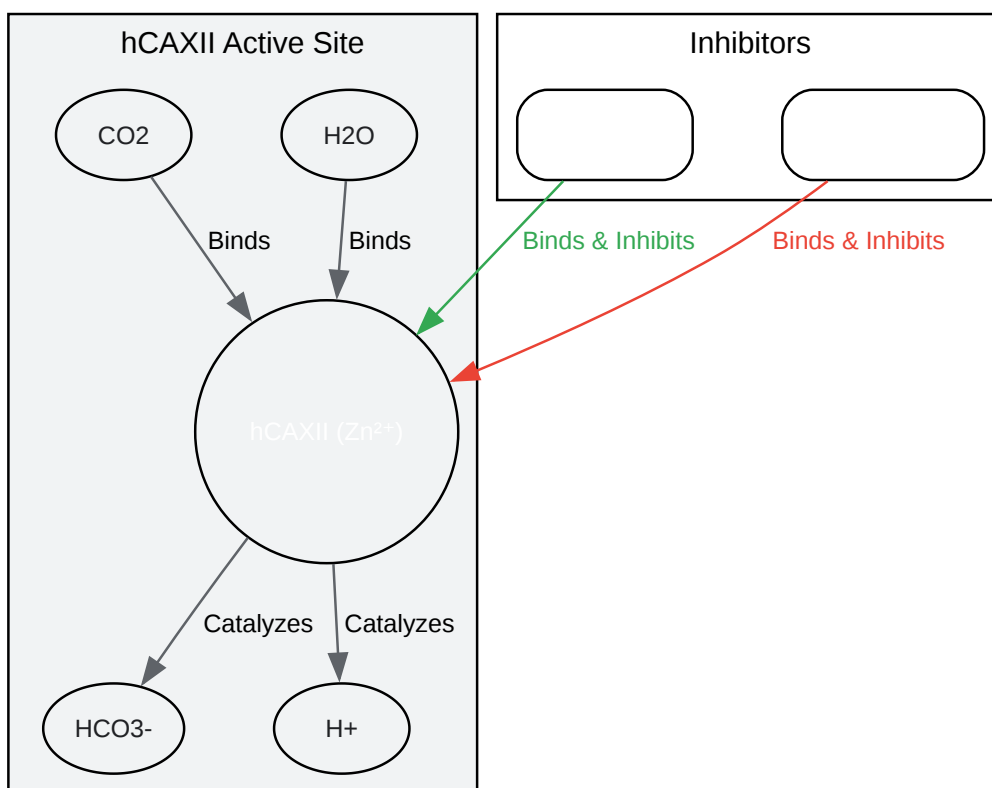 hCAXII Active Site
Inhibitors
CO2
H2O
Binds
Binds
Binds & Inhibits
Binds & Inhibits
hCAXII (Zn²⁺)
Catalyzes
Catalyzes
HCO3-
H+